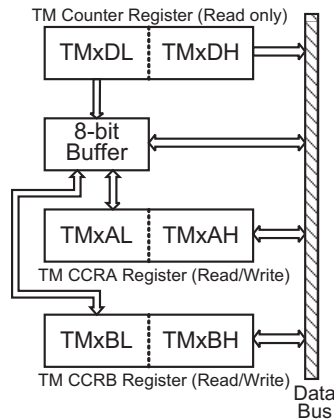 TM Counter Register (Read only)
TMxDL TMxDH
8-bit
Buffer
TMxAL TMxAH
TM CCRA Register (Read/Write)
TMxBL TMxBH
TM CCRB Register (Read/Write)
Data
Bus